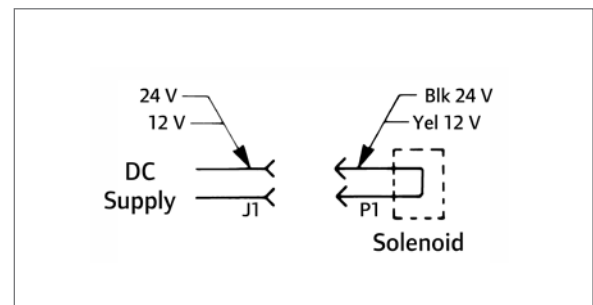 24 V
12 V
Blk 24 V
Yel 12 V
DC
Supply
J1
P1
Solenoid